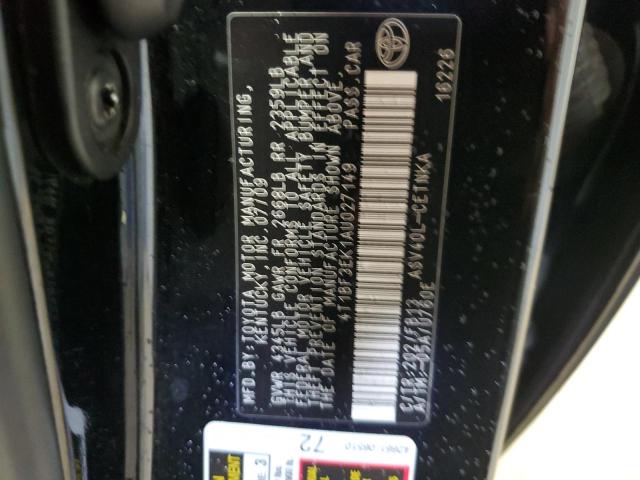 MFD.BY:TOYOTA MOTOR MANUFACTURING,
KENTUCKY, INC. 07/09
GVWR 4345LB GAWR FR 2668LB RR 2359LB
THIS VEHICLE CONFORMS TO ALL APPLICABLE
FEDERAL MOTOR VEHICLE SAFETY, BUMPER AND
THEFT PREVENTION STANDARDS IN EFFECT ON
THE DATE OF MANUFACTURE SHOWN ABOVE.
4T1BF3EK1AU027149 PASS.CAR
C/TR:202/FB13 ASV40L-CETNKA
16226
72
3